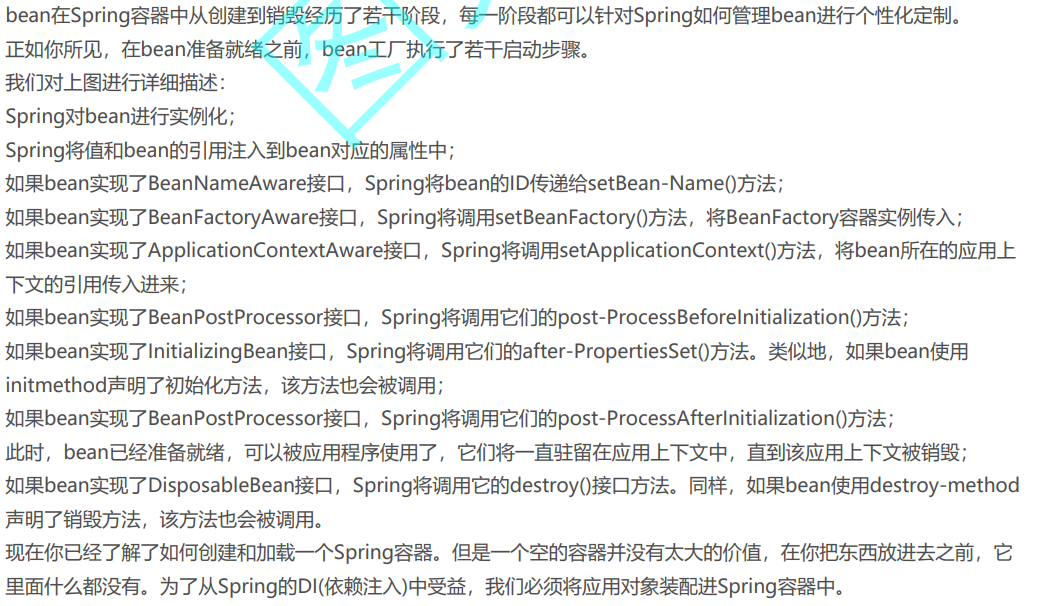 bean在Spring容器中从创建到销毁经历了若干阶段，每一阶段都可以针对Spring如何管理bean进行个性化定制。
正如你所见，在bean准备就绪之前，bean工厂执行了若干启动步骤。
我们对上图进行详细描述：
Spring对bean进行实例化；
Spring将值和bean的引用注入到bean对应的属性中；
如果bean实现了BeanNameAware接口，Spring将bean的ID传递给setBean-Name()方法；
如果bean实现了BeanFactoryAware接口，Spring将调用setBeanFactory()方法，将BeanFactory容器实例传入；
如果bean实现了ApplicationContextAware接口，Spring将调用setApplicationContext()方法，将bean所在的应用上
下文的引用传入进来；
如果bean实现了BeanPostProcessor接口，Spring将调用它们的post-ProcessBeforeInitialization()方法；
如果bean实现了InitializingBean接口，Spring将调用它们的after-PropertiesSet()方法。类似地，如果bean使用
initmethod声明了初始化方法，该方法也会被调用；
如果bean实现了BeanPostProcessor接口，Spring将调用它们的post-ProcessAfterInitialization()方法；
此时，bean已经准备就绪，可以被应用程序使用了，它们将一直驻留在应用上下文中，直到该应用上下文被销毁；
如果bean实现了DisposableBean接口，Spring将调用它的destroy()接口方法。同样，如果bean使用destroy-method
声明了销毁方法，该方法也会被调用。
现在你已经了解了如何创建和加载一个Spring容器。但是一个空的容器并没有太大的价值，在你把东西放进去之前，它
里面什么都没有。为了从Spring的DI(依赖注入)中受益，我们必须将应用对象装配进Spring容器中。